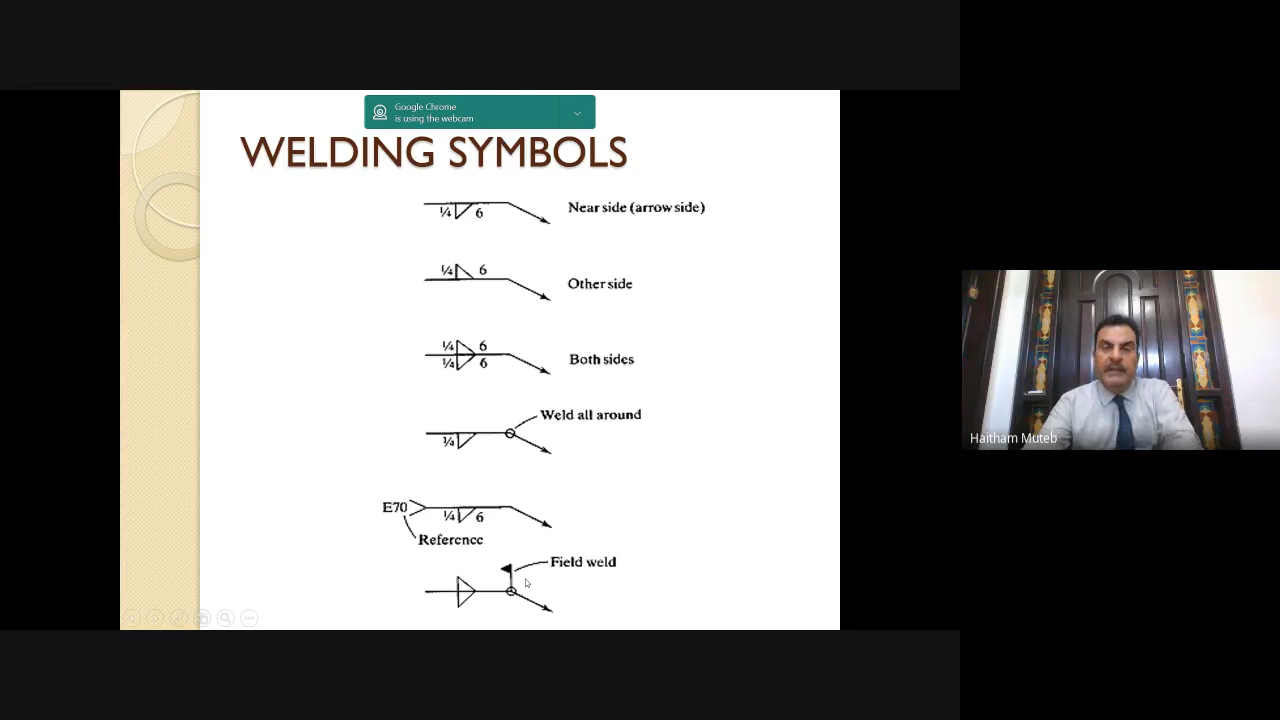 Google Chrome
is using the webcam
WELDING SYMBOLS
¼ 6 Near side (arrow side)
¼ 6
Other side
¼ 6
¼ 6 Both sides
Weld all around
¼
E70 ¼ 6
Reference
Field weld
Haitham Muteb